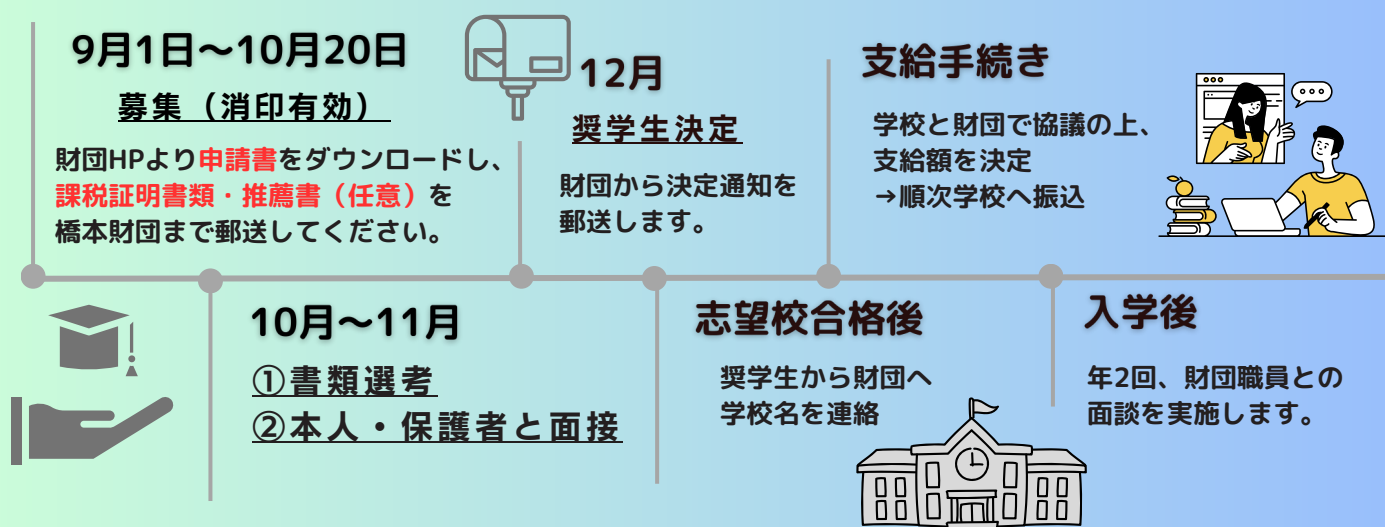 9月1日～10月20日
募集（消印有効）
財団HPより申請書をダウンロードし、
課税証明書類・推薦書（任意）を
橋本財団まで郵送してください。
10月～11月
①書類選考
②本人・保護者と面接
12月
奨学生決定
財団から決定通知を
郵送します。
志望校合格後
奨学生から財団へ
学校名を連絡
支給手続き
学校と財団で協議の上、
支給額を決定
→順次学校へ振込
入学後
年2回、財団職員との
面談を実施します。